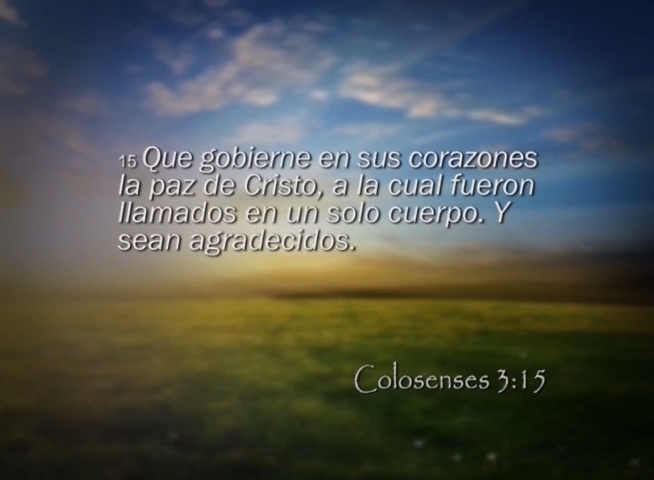 15 Que gobierne en sus corazones
la paz de Cristo, a la cual fueron
llamados en un solo cuerpo. Y
sean agradecidos.
Colosenses 3:15